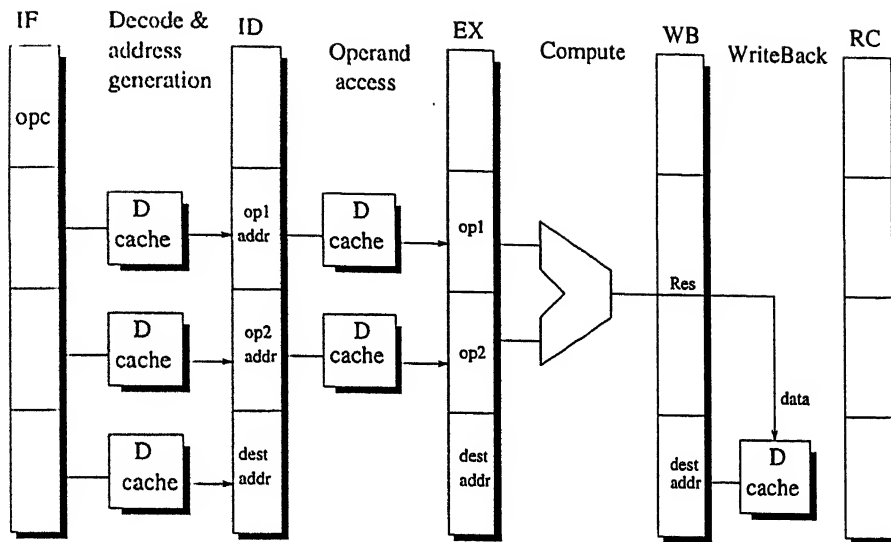 IF
Decode &
address
generation
ID
Operand
access
EX
Compute
WB
WriteBack
RC
opc
D
cache
op1
addr
D
cache
op1
Res
D
cache
op2
addr
D
cache
op2
data
D
cache
dest
addr
dest
addr
dest
addr
D
cache